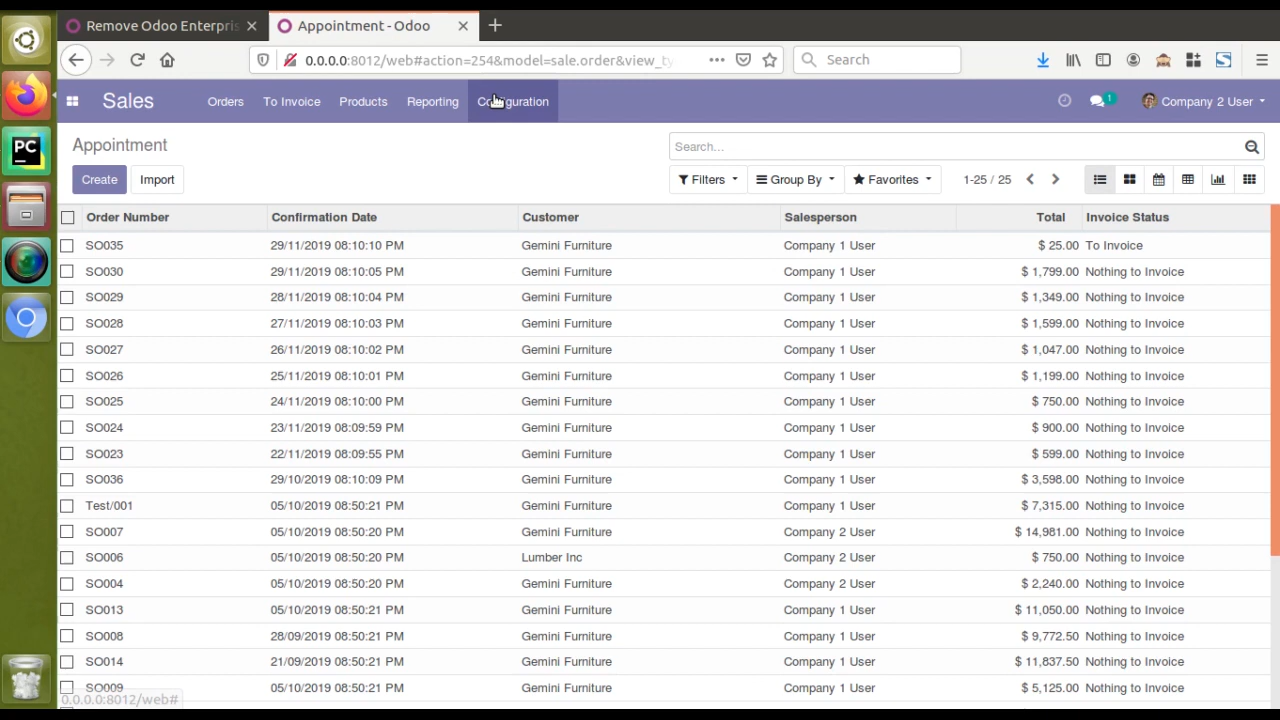 Remove Odoo Enterpris
Appointment - Odoo
0.0.0.0:8012/web#action=254&model=sale.order&view_ty
Search
PC
S
Sales
Orders
To Invoice
Products
Reporting
Configuration
1
Company 2 User
Appointment
Search...
Create
Import
Filters
Group By
Favorites
1-25 / 25
Order Number Confirmation Date Customer Salesperson Total Invoice Status
SO035 29/11/2019 08:10:10 PM Gemini Furniture Company 1 User $ 25.00 To Invoice
SO030 29/11/2019 08:10:05 PM Gemini Furniture Company 1 User $ 1,799.00 Nothing to Invoice
SO029 28/11/2019 08:10:04 PM Gemini Furniture Company 1 User $ 1,349.00 Nothing to Invoice
SO028 27/11/2019 08:10:03 PM Gemini Furniture Company 1 User $ 1,599.00 Nothing to Invoice
SO027 26/11/2019 08:10:02 PM Gemini Furniture Company 1 User $ 1,047.00 Nothing to Invoice
SO026 25/11/2019 08:10:01 PM Gemini Furniture Company 1 User $ 1,199.00 Nothing to Invoice
SO025 24/11/2019 08:10:00 PM Gemini Furniture Company 1 User $ 750.00 Nothing to Invoice
SO024 23/11/2019 08:09:59 PM Gemini Furniture Company 1 User $ 900.00 Nothing to Invoice
SO023 22/11/2019 08:09:55 PM Gemini Furniture Company 1 User $ 599.00 Nothing to Invoice
SO036 29/10/2019 08:10:09 PM Gemini Furniture Company 1 User $ 3,598.00 Nothing to Invoice
Test/001 05/10/2019 08:50:21 PM Gemini Furniture Company 1 User $ 7,315.00 Nothing to Invoice
SO007 05/10/2019 08:50:20 PM Gemini Furniture Company 2 User $ 14,981.00 Nothing to Invoice
SO006 05/10/2019 08:50:20 PM Lumber Inc Company 2 User $ 750.00 Nothing to Invoice
SO004 05/10/2019 08:50:20 PM Gemini Furniture Company 2 User $ 2,240.00 Nothing to Invoice
SO013 05/10/2019 08:50:21 PM Gemini Furniture Company 1 User $ 11,050.00 Nothing to Invoice
SO008 28/09/2019 08:50:21 PM Gemini Furniture Company 1 User $ 9,772.50 Nothing to Invoice
SO014 21/09/2019 08:50:21 PM Gemini Furniture Company 1 User $ 11,837.50 Nothing to Invoice
SO009 05/10/2019 08:50:21 PM Gemini Furniture Company 1 User $ 5,125.00 Nothing to Invoice
0.0.0.0:8012/web#